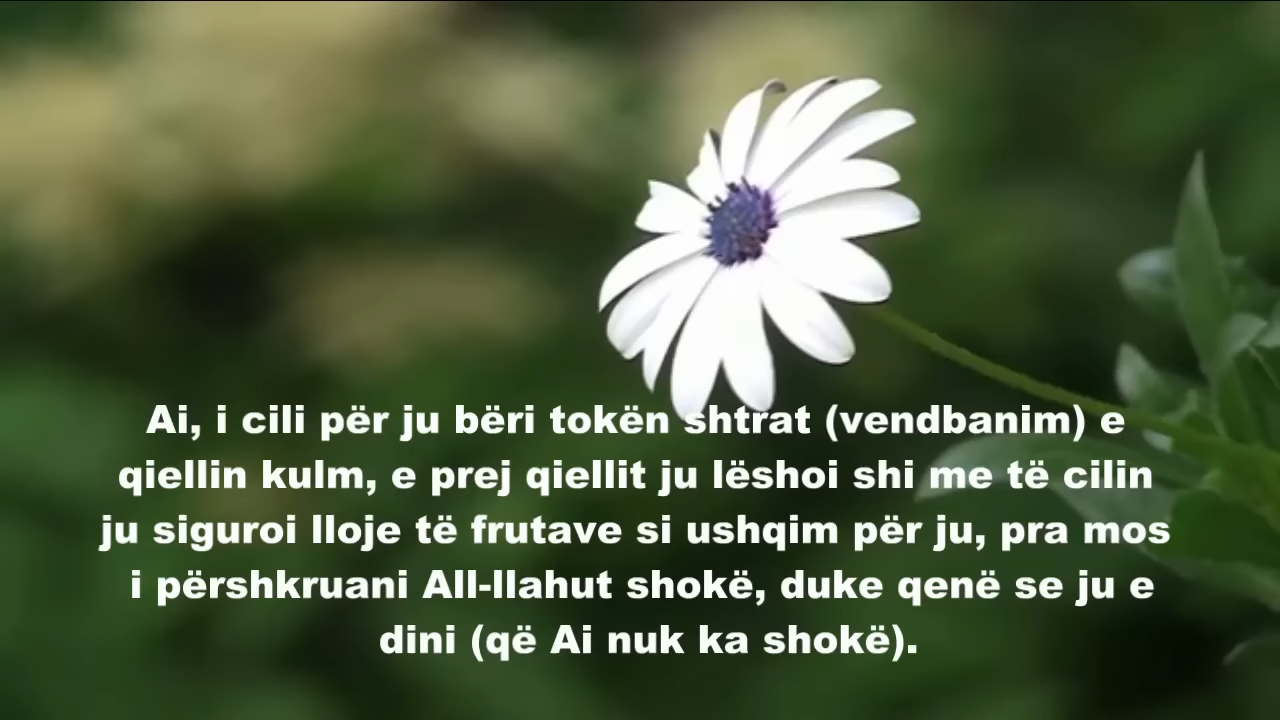 Ai, i cili për ju bëri tokën shtrat (vendbanim) e
qiellin kulm, e prej qiellit ju lëshoi shi me të cilin
ju siguroi lloje të frutave si ushqim për ju, pra mos
i përshkruani All-llahut shokë, duke qenë se ju e
dini (që Ai nuk ka shokë).